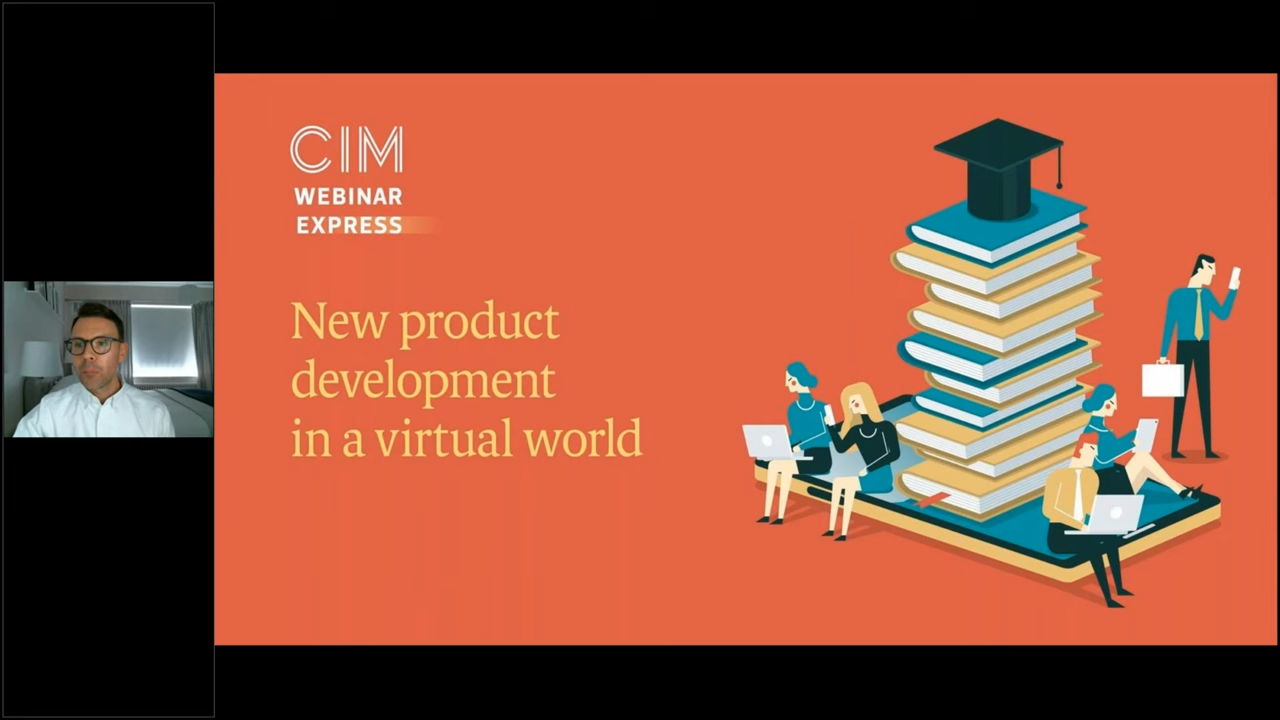 CIM
WEBINAR
EXPRESS
New product
development
in a virtual world